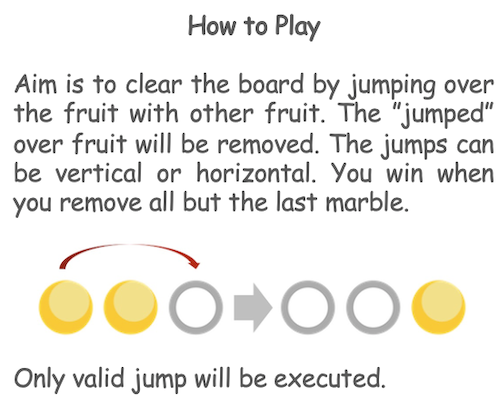 How to Play
Aim is to clear the board by jumping over
the fruit with other fruit. The "jumped"
over fruit will be removed. The jumps can
be vertical or horizontal. You win when
you remove all but the last marble.
Only valid jump will be executed.